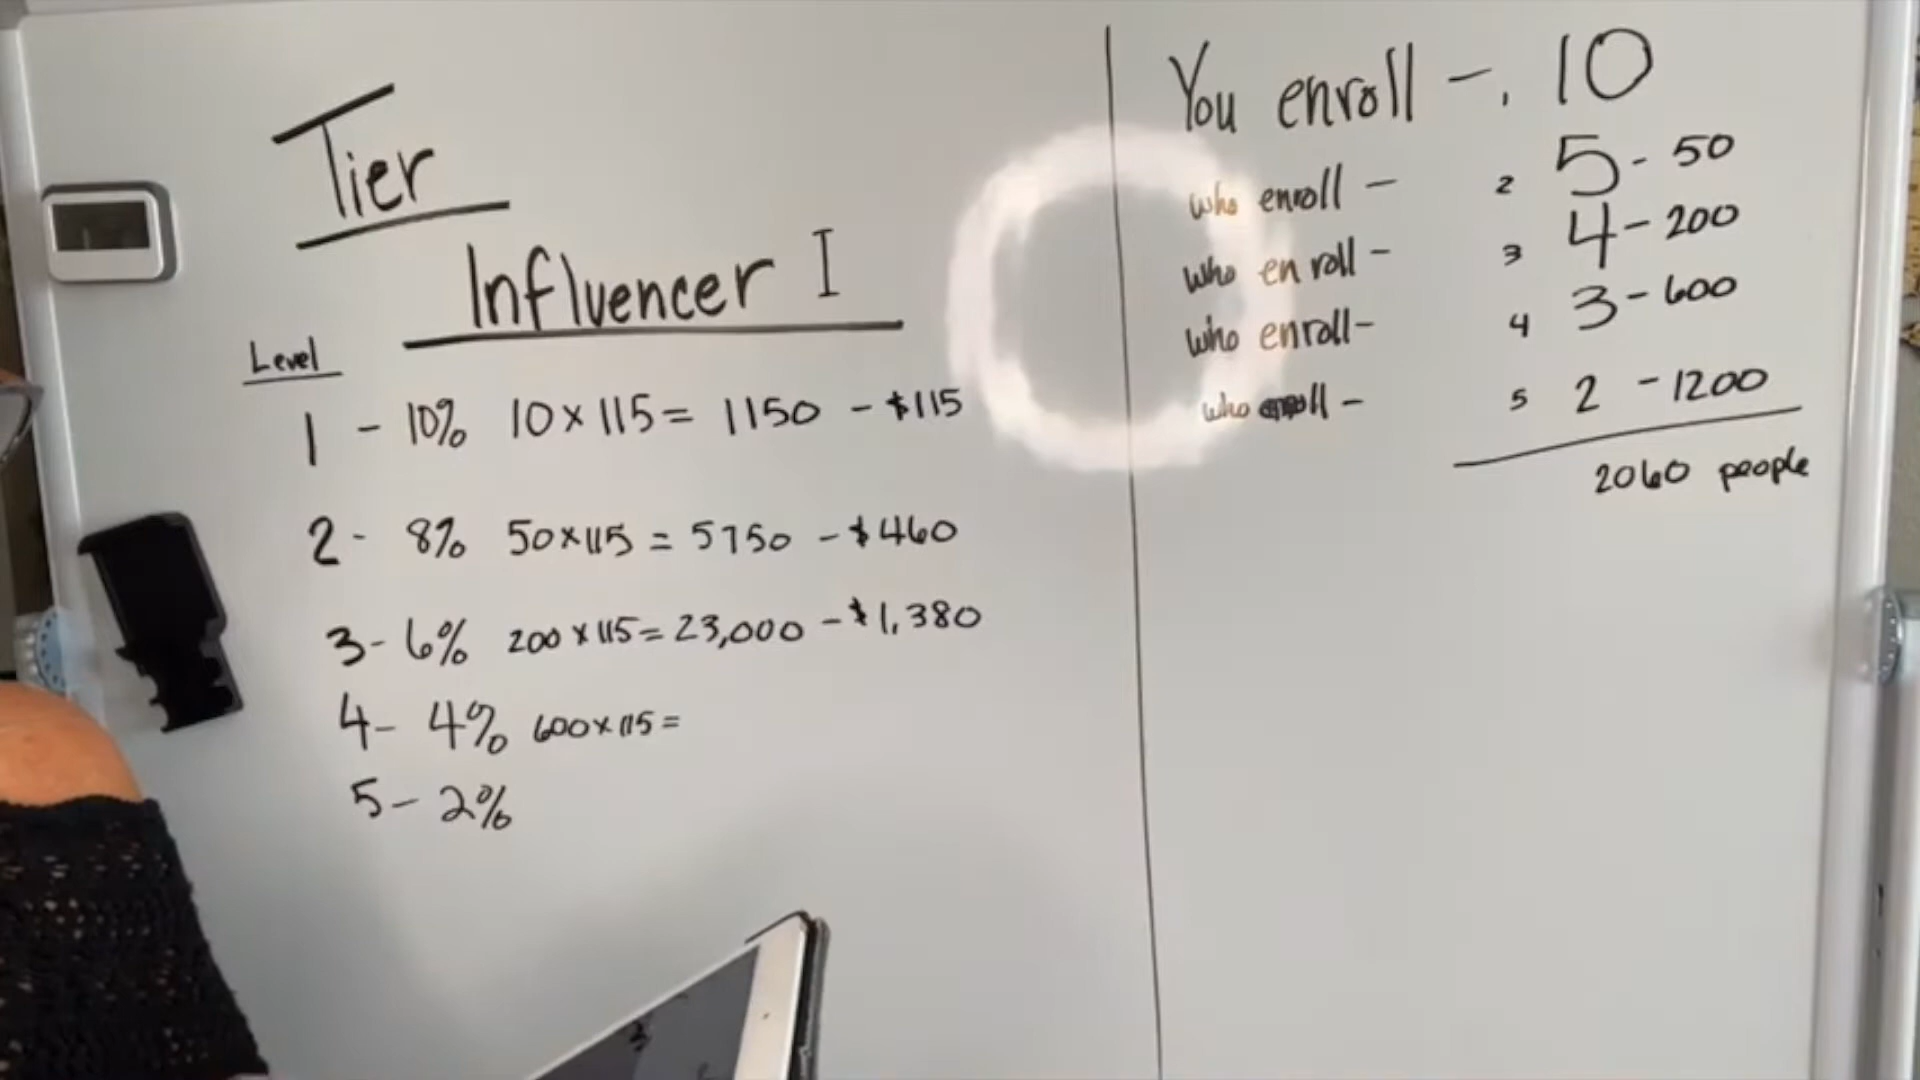 Tier
Influencer I
Level
1 - 10% 10 x 115 = 1150 - $115
2 - 8% 50 x 115 = 5750 - $460
3 - 6% 200 x 115 = 23,000 - $1,380
4 - 4% 600 x 115 =
5 - 2%
You enroll - . 10
who enroll - 2 5 - 50
who enroll - 3 4 - 200
who enroll - 4 3 - 600
who enroll - 5 2 - 1200
2060 people